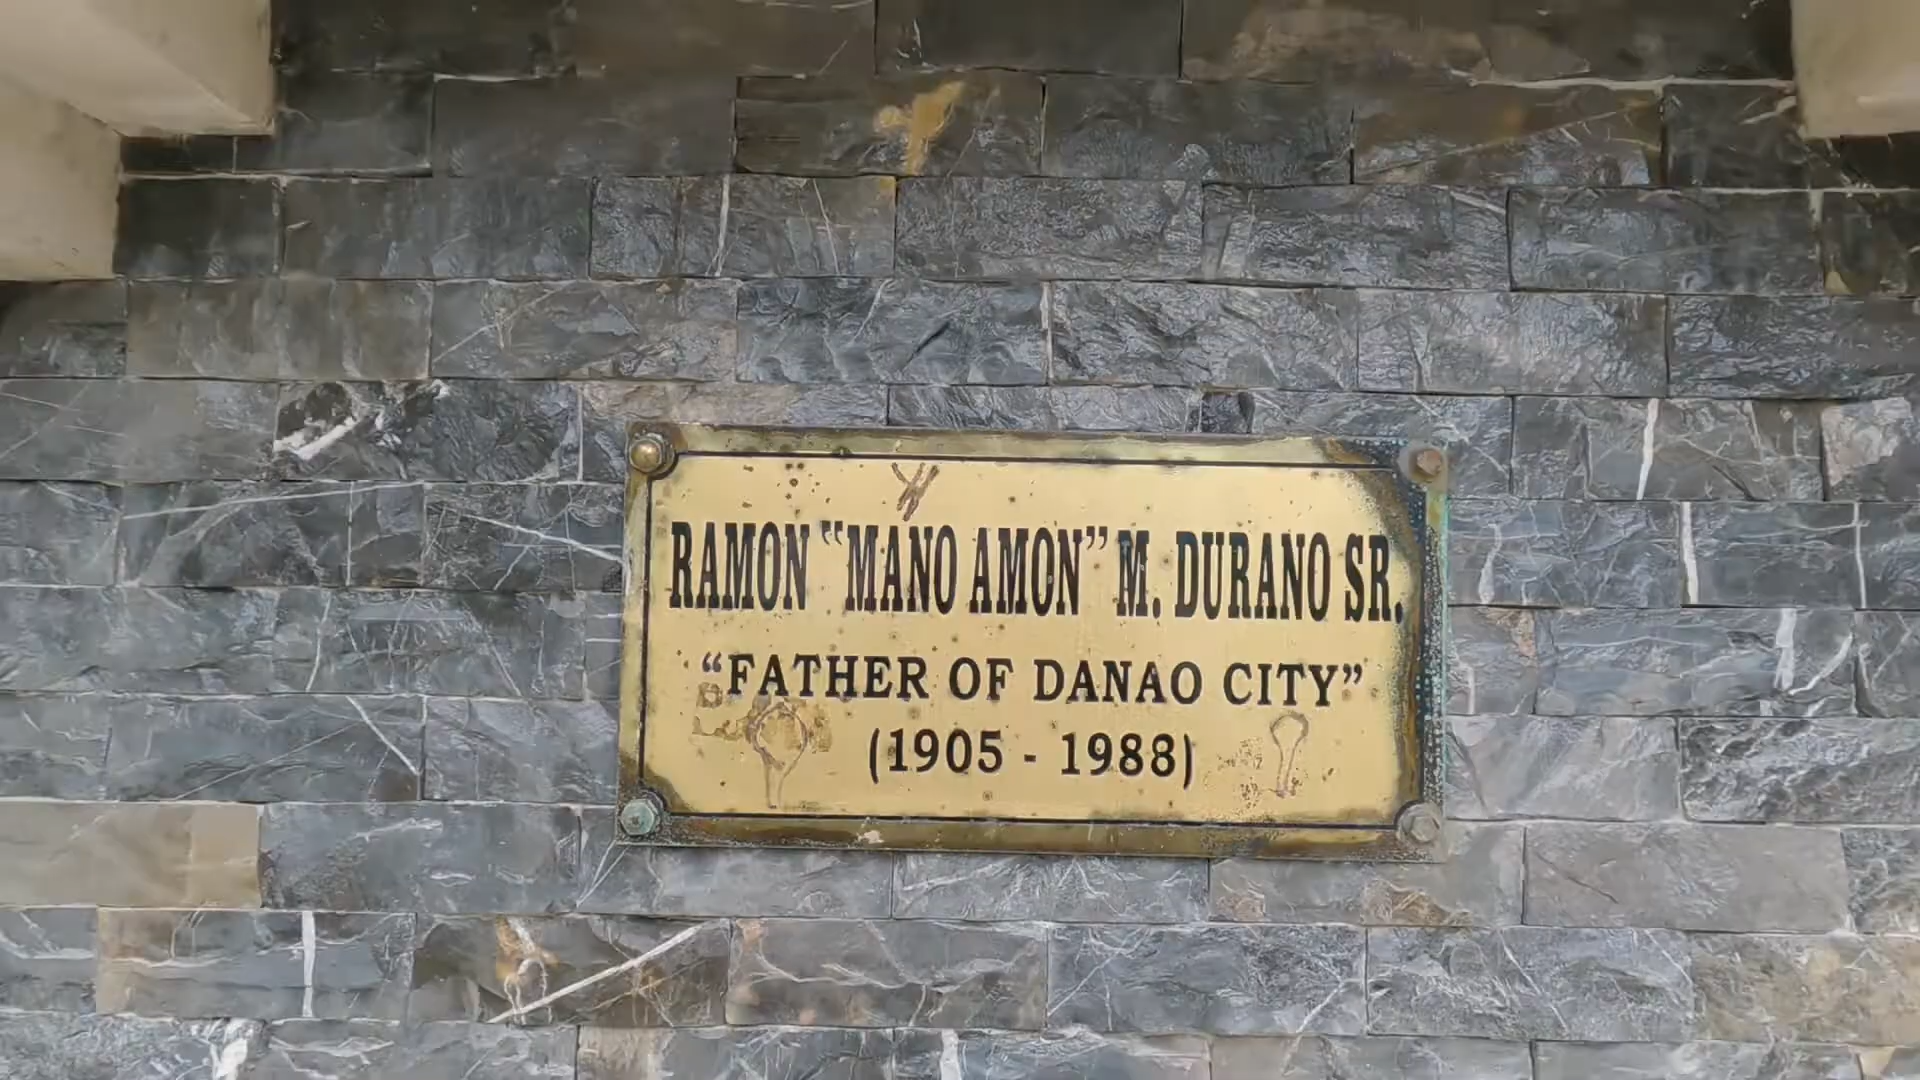 RAMON "MANO AMON" M. DURANO SR.
"FATHER OF DANAO CITY"
(1905 - 1988)